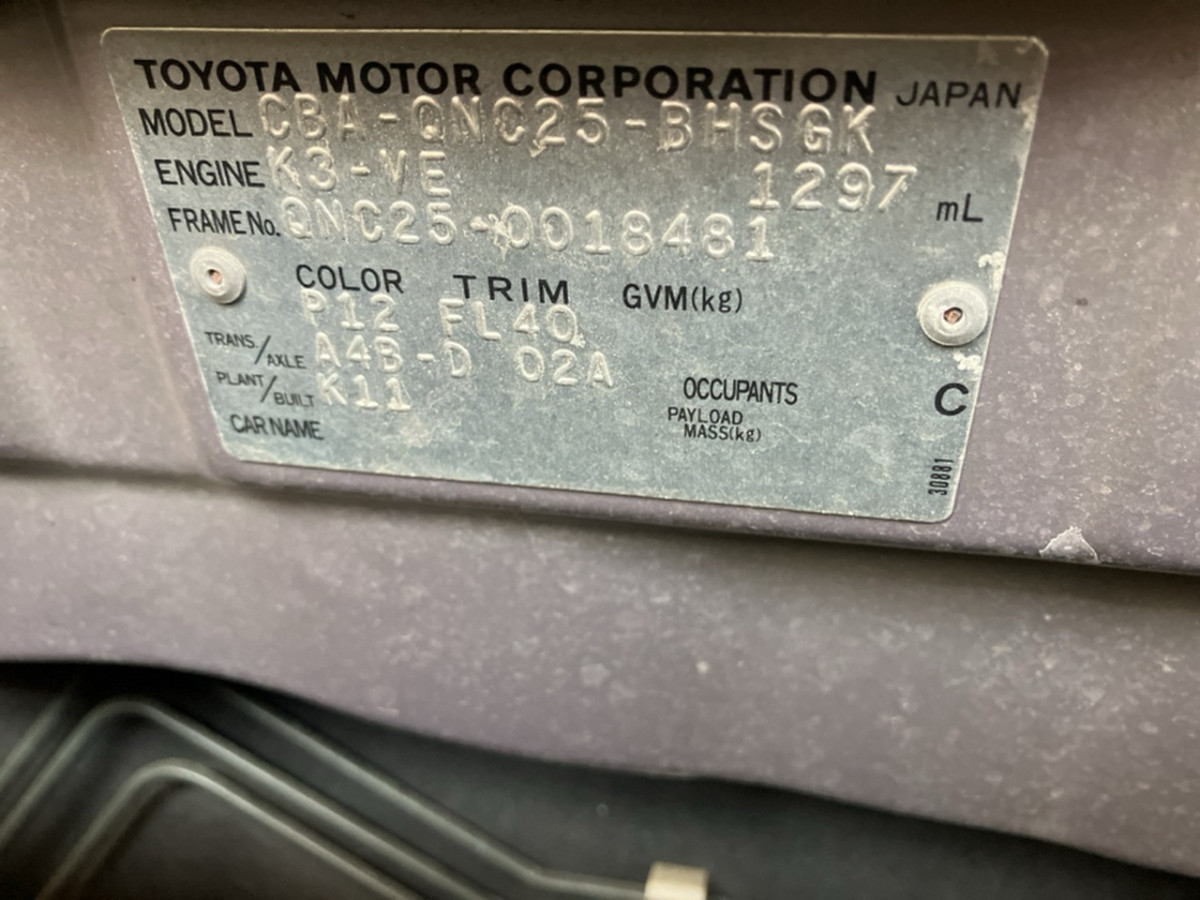 TOYOTA MOTOR CORPORATION JAPAN
MODEL CBA-QNC25-BHSGK
ENGINE K3-VE 1297 mL
FRAME No. QNC25-0018481
COLOR TRIM GVM(kg)
P12 FL40
TRANS./AXLE A4B-D 02A
PLANT/BUILT K11
OCCUPANTS
C
PAYLOAD
MASS(kg)
CAR NAME
30881